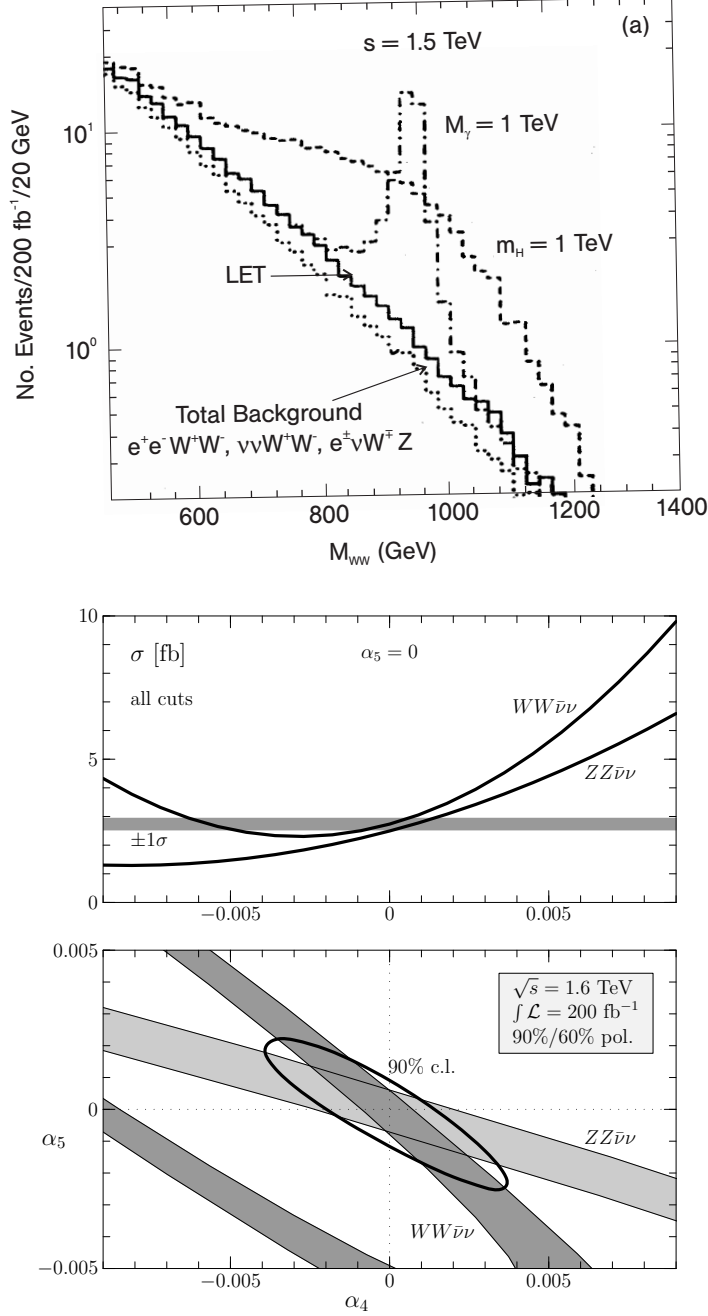 (a)
s = 1.5 TeV
No. Events/200 fb⁻¹/20 GeV
10¹
10⁰
Mγ = 1 TeV
m_H = 1 TeV
LET
Total Background
e⁺e⁻W⁺W⁻, ννW⁺W⁻, e±νW∓Z
600 800 1000 1200 1400
M_WW (GeV)
10
5
0
σ [fb]
α₅ = 0
all cuts
WWν̄ν
ZZν̄ν
±1σ
−0.005 0 0.005
0.005
0
−0.005
α₅
√s = 1.6 TeV
∫ℒ = 200 fb⁻¹
90%/60% pol.
90% c.l.
ZZν̄ν
WWν̄ν
−0.005 0 0.005
α₄